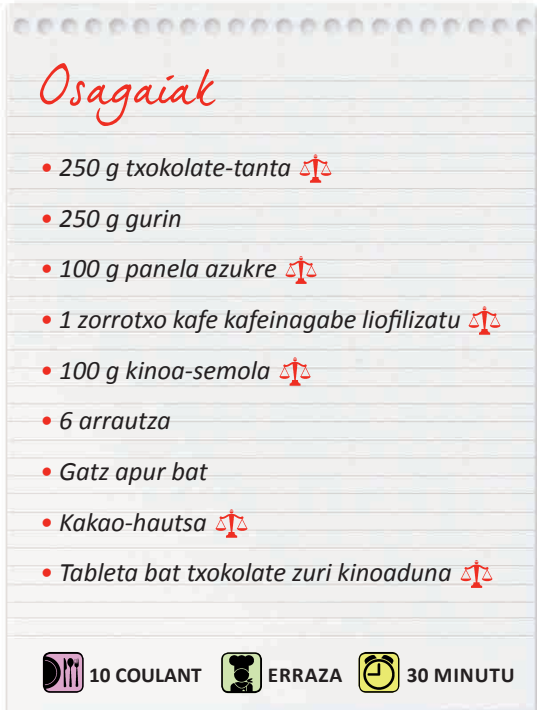 Osagaiak
• 250 g txokolate-tanta
• 250 g gurin
• 100 g panela azukre
• 1 zorrotxo kafe kafeinagabe liofilizatu
• 100 g kinoa-semola
• 6 arrautza
• Gatz apur bat
• Kakao-hautsa
• Tableta bat txokolate zuri kinoaduna
10 COULANT ERRAZA 30 MINUTU